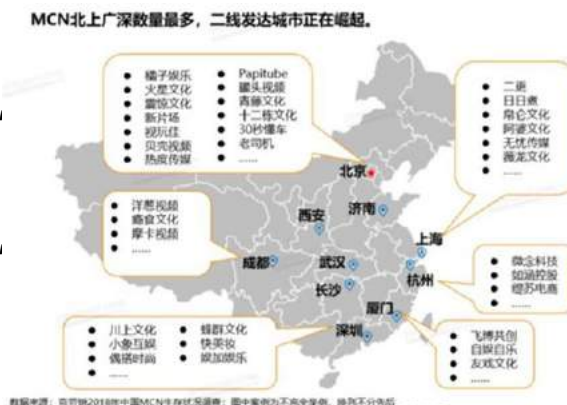 MCN北上广深数量最多，二线发达城市正在崛起。
橘子娱乐
火星文化
震惊文化
新片场
视玩佳
贝壳视频
热度传媒
Papitube
罐头视频
青藤文化
十二栋文化
30秒懂车
老司机
……
二更
日日煮
帛仑文化
阿婆文化
无忧传媒
薇龙文化
……
北京
济南
西安
上海
成都
武汉
杭州
长沙
厦门
深圳
洋葱视频
瘾食文化
摩卡视频
……
微念科技
如涵控股
缇苏电商
……
川上文化
小象互娱
偶搭时尚
……
蜂群文化
快美妆
娱加娱乐
飞博共创
自娱自乐
友戏文化
……